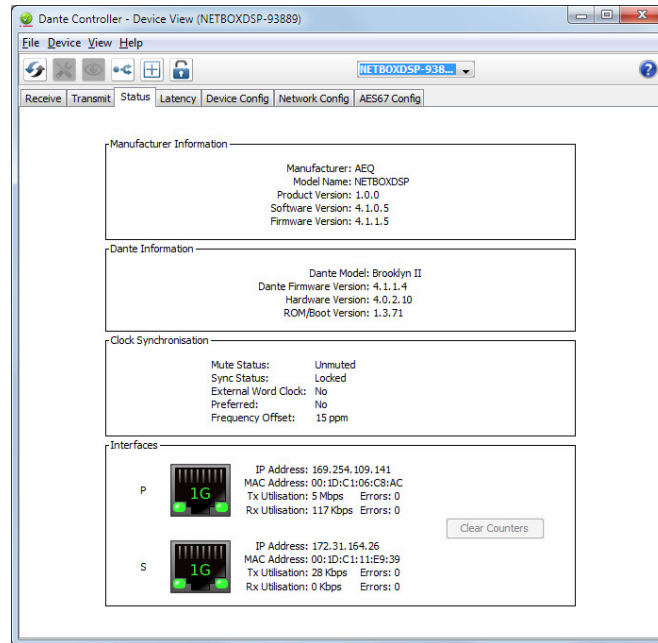 Dante Controller - Device View (NETBOXDSP-93889)
File Device View Help
NETBOXDSP-938...
?
Receive Transmit Status Latency Device Config Network Config AES67 Config
Manufacturer Information
Manufacturer: AEQ
Model Name: NETBOXDSP
Product Version: 1.0.0
Software Version: 4.1.0.5
Firmware Version: 4.1.1.5
Dante Information
Dante Model: Brooklyn II
Dante Firmware Version: 4.1.1.4
Hardware Version: 4.0.2.10
ROM/Boot Version: 1.3.71
Clock Synchronisation
Mute Status: Unmuted
Sync Status: Locked
External Word Clock: No
Preferred: No
Frequency Offset: 15 ppm
Interfaces
P
1G
IP Address: 169.254.109.141
MAC Address: 00:1D:C1:06:C8:AC
Tx Utilisation: 5 Mbps Errors: 0
Rx Utilisation: 117 Kbps Errors: 0
Clear Counters
S
1G
IP Address: 172.31.164.26
MAC Address: 00:1D:C1:11:E9:39
Tx Utilisation: 28 Kbps Errors: 0
Rx Utilisation: 0 Kbps Errors: 0